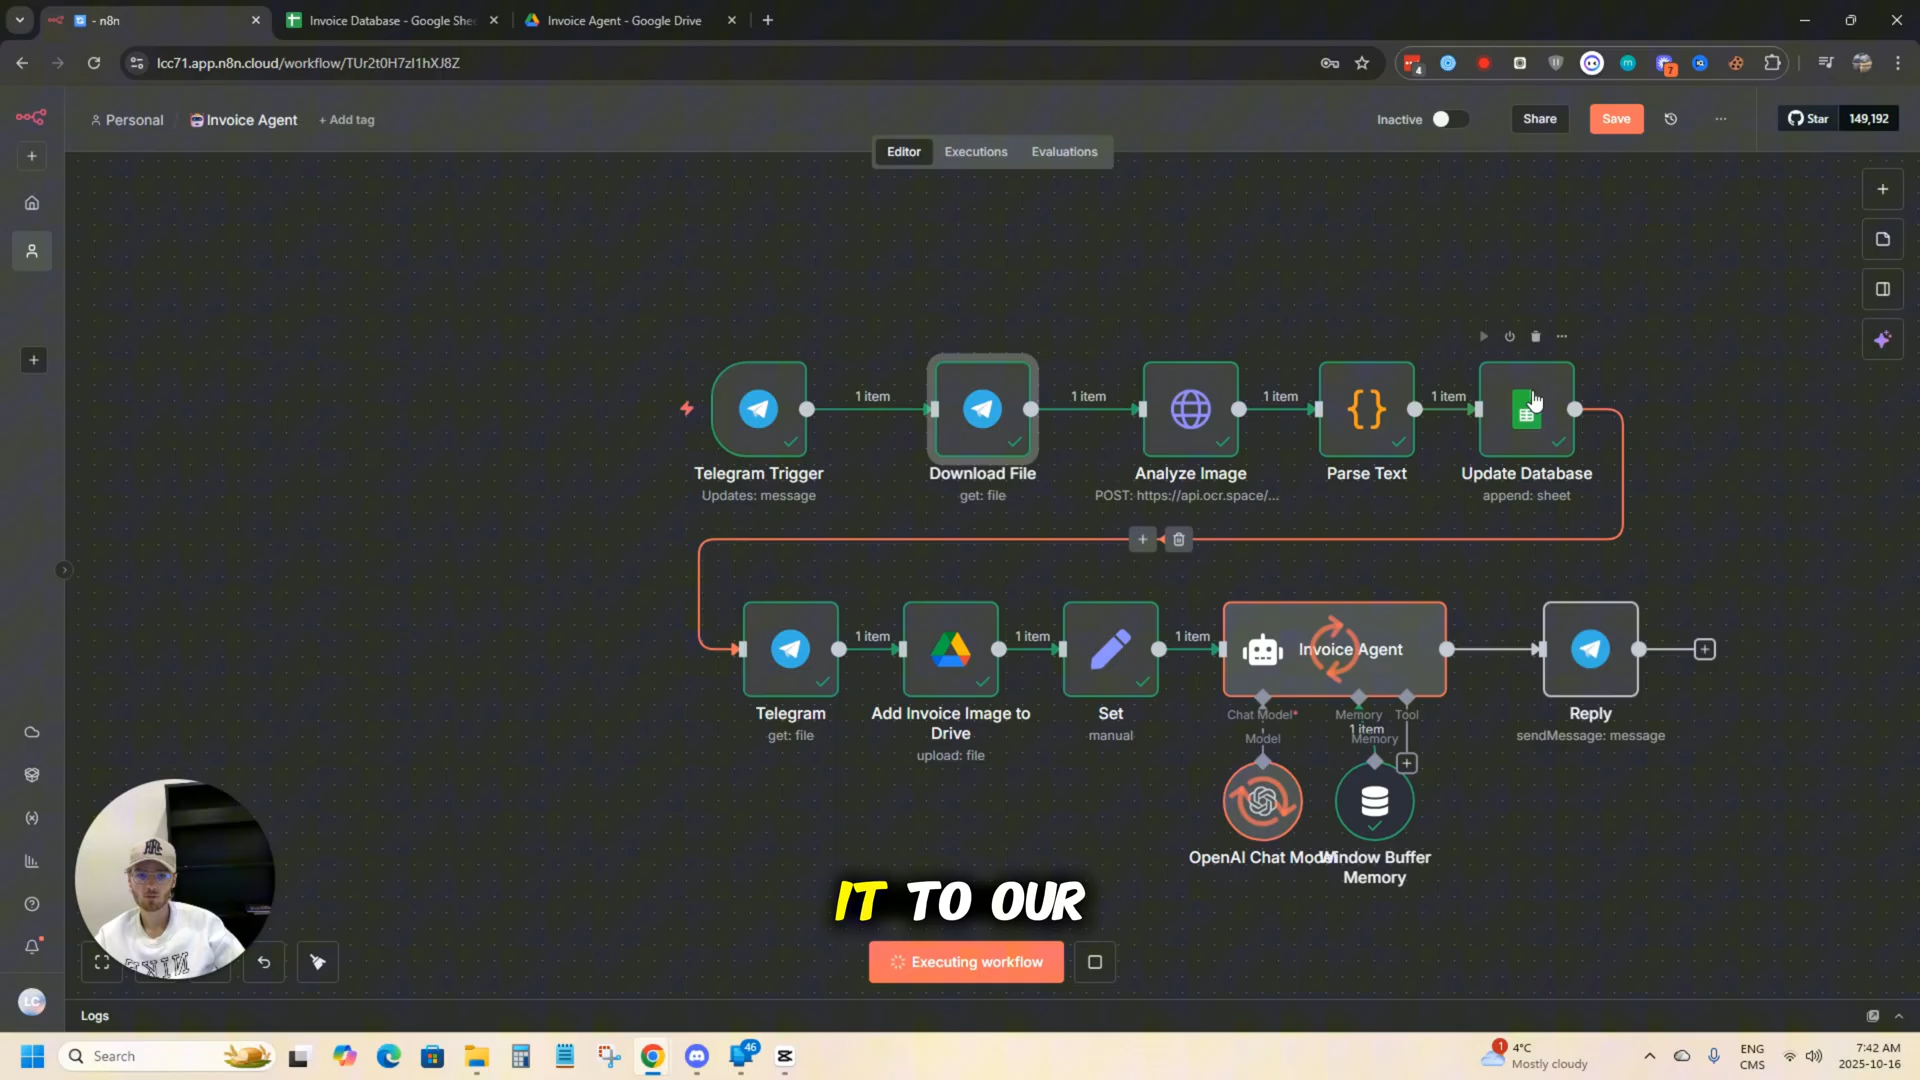 - n8n
Invoice Database - Google She
Invoice Agent - Google Drive
lcc71.app.n8n.cloud/workflow/TUr2t0H7zI1hXJ8Z
4
7
Personal / Invoice Agent + Add tag
Inactive
Share
Save
Star 149,192
Editor Executions Evaluations
1 item
1 item
1 item
1 item
Telegram Trigger
Updates: message
Download File
get: file
Analyze Image
POST: https://api.ocr.space/...
{}
Parse Text
Update Database
append: sheet
1 item
1 item
1 item
Invoice Agent
Telegram
get: file
Add Invoice Image to
Drive
upload: file
Set
manual
Chat Model*
Memory
Tool
Reply
sendMessage: message
Model
1 item
Memory
OpenAI Chat Model
Window Buffer
Memory
IT TO OUR
Executing workflow
LC
Logs
Search
46
1
4°C
Mostly cloudy
ENG
CMS
7:42 AM
2025-10-16